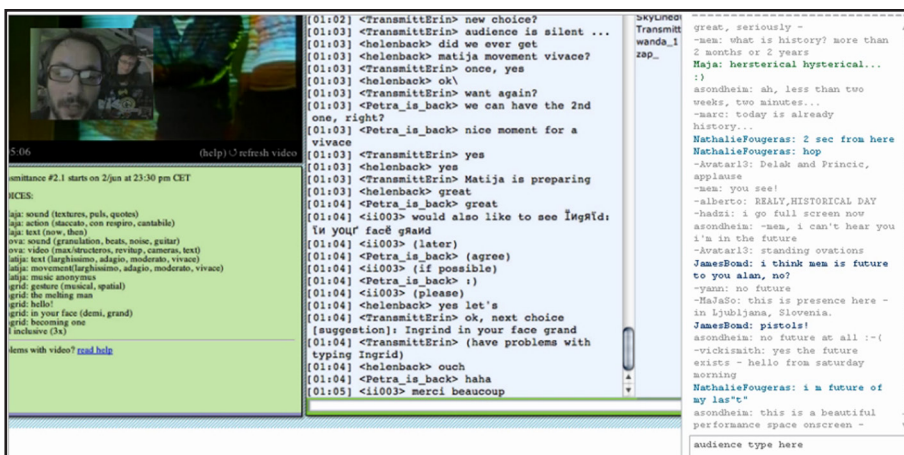 5:06
(help) refresh video
smittance #2.1 starts on 2/jun at 23:30 pm CET
ICES:
aja: sound (textures, puls, quotes)
aja: action (staccato, con respiro, cantabile)
aja: text (now, then)
ova: sound (granulation, beats, noise, guitar)
ova: video (max/structeros, revitup, cameras, text)
atija: text (larghissimo, adagio, moderato, vivace)
atija: movement(larghissimo, adagio, moderato, vivace)
atija: music anonymus
ngrid: gesture (musical, spatial)
ngrid: the melting man
ngrid: hello!
ngrid: in your face (demi, grand)
ngrid: becoming one
l inclusive (3x)
lems with video? read help
[01:02] <TransmittErin> new choice?
[01:03] <TransmittErin> audience is silent ...
[01:03] <helenback> did we ever get
[01:03] <helenback> matija movement vivace?
[01:03] <TransmittErin> once, yes
[01:03] <helenback> ok\
[01:03] <TransmittErin> want again?
[01:03] <Petra_is_back> we can have the 2nd
one, right?
[01:03] <Petra_is_back> nice moment for a
vivace
[01:03] <TransmittErin> yes
[01:03] <helenback> yes
[01:03] <TransmittErin> Matija is preparing
[01:03] <helenback> great
[01:04] <Petra_is_back> great
[01:04] <ii003> would also like to see ЇИgЯїd:
їи уоцґ facё gЯаИd
[01:04] <ii003> (later)
[01:04] <Petra_is_back> (agree)
[01:04] <ii003> (if possible)
[01:04] <Petra_is_back> :)
[01:04] <ii003> (please)
[01:04] <helenback> yes let's
[01:04] <TransmittErin> ok, next choice
[suggestion]: Ingrind in your face grand
[01:04] <TransmittErin> (have problems with
typing Ingrid)
[01:04] <helenback> ouch
[01:04] <Petra_is_back> haha
[01:05] <ii003> merci beaucoup
SkyLined
Transmitt
wanda_1
zap_
great, seriously -
-mem: what is history? more than
2 months or 2 years
Maja: hersterical hysterical...
:)
asondheim: ah, less than two
weeks, two minutes...
-marc: today is already
history...
NathalieFougeras: 2 sec from here
NathalieFougeras: hop
-Avatar13: Delak and Princic,
applause
-mem: you see!
-alberto: REALY,HISTORICAL DAY
-hadzi: i go full screen now
asondheim: -mem, i can't hear you
i'm in the future
-Avatar13: standing ovations
JamesBomd: i think mem is future
to you alan, no?
-yann: no future
-MaJaSo: this is presence here -
in Ljubljana, Slovenia.
JamesBomd: pistols!
asondheim: no future at all :-(
-vickismith: yes the future
exists - hello from saturday
morning
NathalieFougeras: i m future of
my las"t"
asondheim: this is a beautiful
performance space onscreen -
audience type here